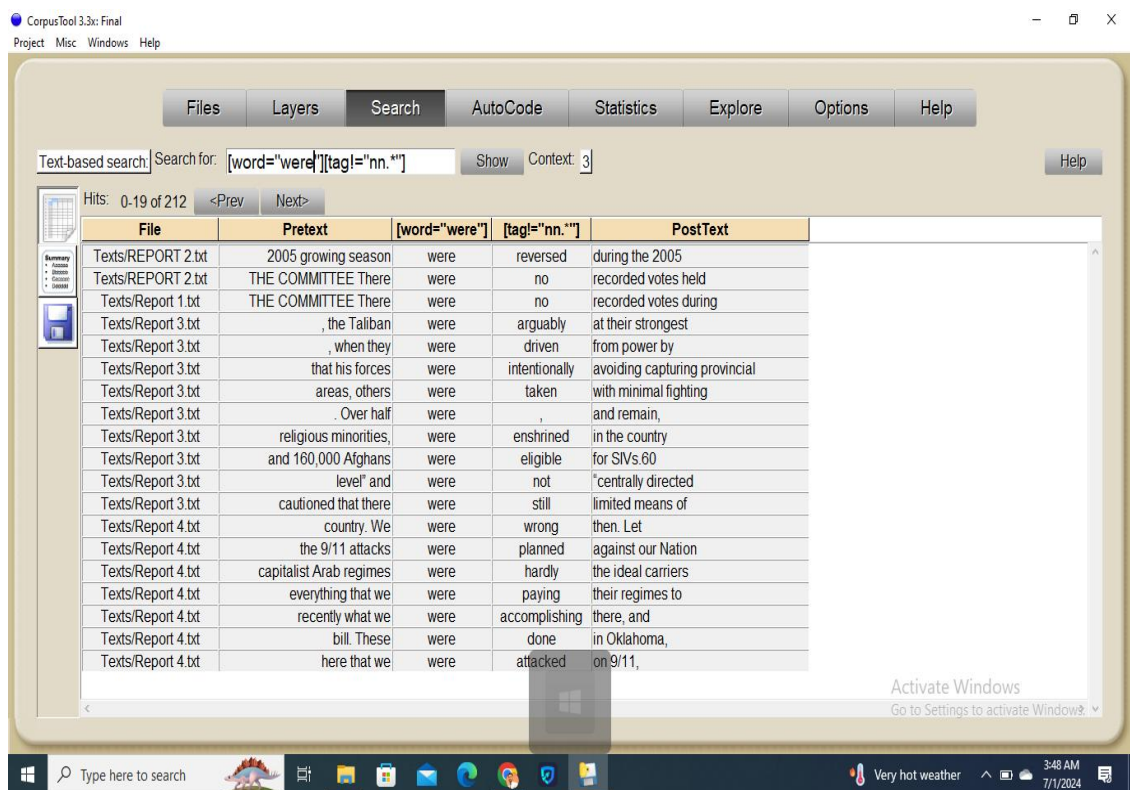 CorpusTool 3.3x: Final
Project Misc Windows Help
Files Layers Search AutoCode Statistics Explore Options Help
Text-based search: Search for: [word="were"][tag!="nn.*"] Show Context: 3 Help
Hits: 0-19 of 212 <Prev Next>
File Pretext [word="were"] [tag!="nn.*"] PostText
Texts/REPORT 2.txt 2005 growing season were reversed during the 2005
Texts/REPORT 2.txt THE COMMITTEE There were no recorded votes held
Texts/Report 1.txt THE COMMITTEE There were no recorded votes during
Texts/Report 3.txt , the Taliban were arguably at their strongest
Texts/Report 3.txt , when they were driven from power by
Texts/Report 3.txt that his forces were intentionally avoiding capturing provincial
Texts/Report 3.txt areas, others were taken with minimal fighting
Texts/Report 3.txt . Over half were , and remain,
Texts/Report 3.txt religious minorities, were enshrined in the country
Texts/Report 3.txt and 160,000 Afghans were eligible for SIVs.60
Texts/Report 3.txt level" and were not "centrally directed
Texts/Report 3.txt cautioned that there were still limited means of
Texts/Report 4.txt country. We were wrong then. Let
Texts/Report 4.txt the 9/11 attacks were planned against our Nation
Texts/Report 4.txt capitalist Arab regimes were hardly the ideal carriers
Texts/Report 4.txt everything that we were paying their regimes to
Texts/Report 4.txt recently what we were accomplishing there, and
Texts/Report 4.txt bill. These were done in Oklahoma,
Texts/Report 4.txt here that we were attacked on 9/11,
Summary
Activate Windows
Go to Settings to activate Windows.
Type here to search Very hot weather 3:48 AM
7/1/2024